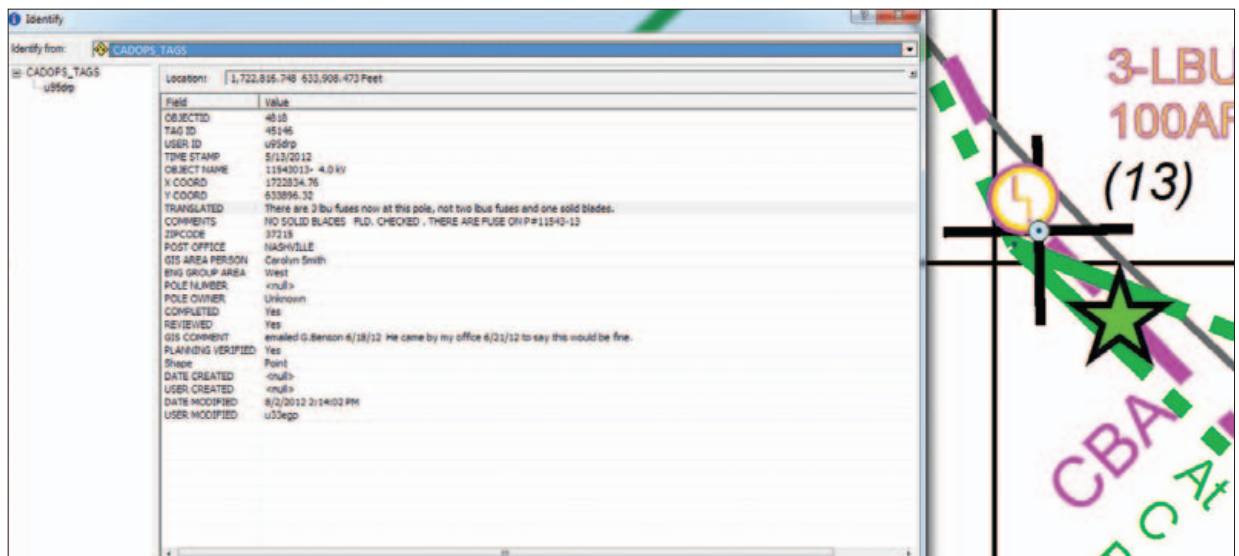 Identify
Identify from: CADOPS_TAGS
CADOPS_TAGS
u95drp
Location: 1,722,816.748 633,908.473 Feet
Field Value
OBJECTID 4818
TAG ID 45146
USER ID u95drp
TIME STAMP 5/13/2012
OBJECT NAME 11543013- 4.0 kV
X COORD 1722834.76
Y COORD 633896.32
TRANSLATED There are 3 lbu fuses now at this pole, not two lbus fuses and one solid blades.
COMMENTS NO SOLID BLADES FLD. CHECKED . THERE ARE FUSE ON P#11543-13
ZIPCODE 37215
POST OFFICE NASHVILLE
GIS AREA PERSON Carolyn Smith
ENG GROUP AREA West
POLE NUMBER <null>
POLE OWNER Unknown
COMPLETED Yes
REVIEWED Yes
GIS COMMENT emailed G.Benson 6/18/12 He came by my office 6/21/12 to say this would be fine.
PLANNING VERIFIED Yes
Shape Point
DATE CREATED <null>
USER CREATED <null>
DATE MODIFIED 8/2/2012 2:14:02 PM
USER MODIFIED u33egp
3-LBU
100AF
(13)
CBA
At
C